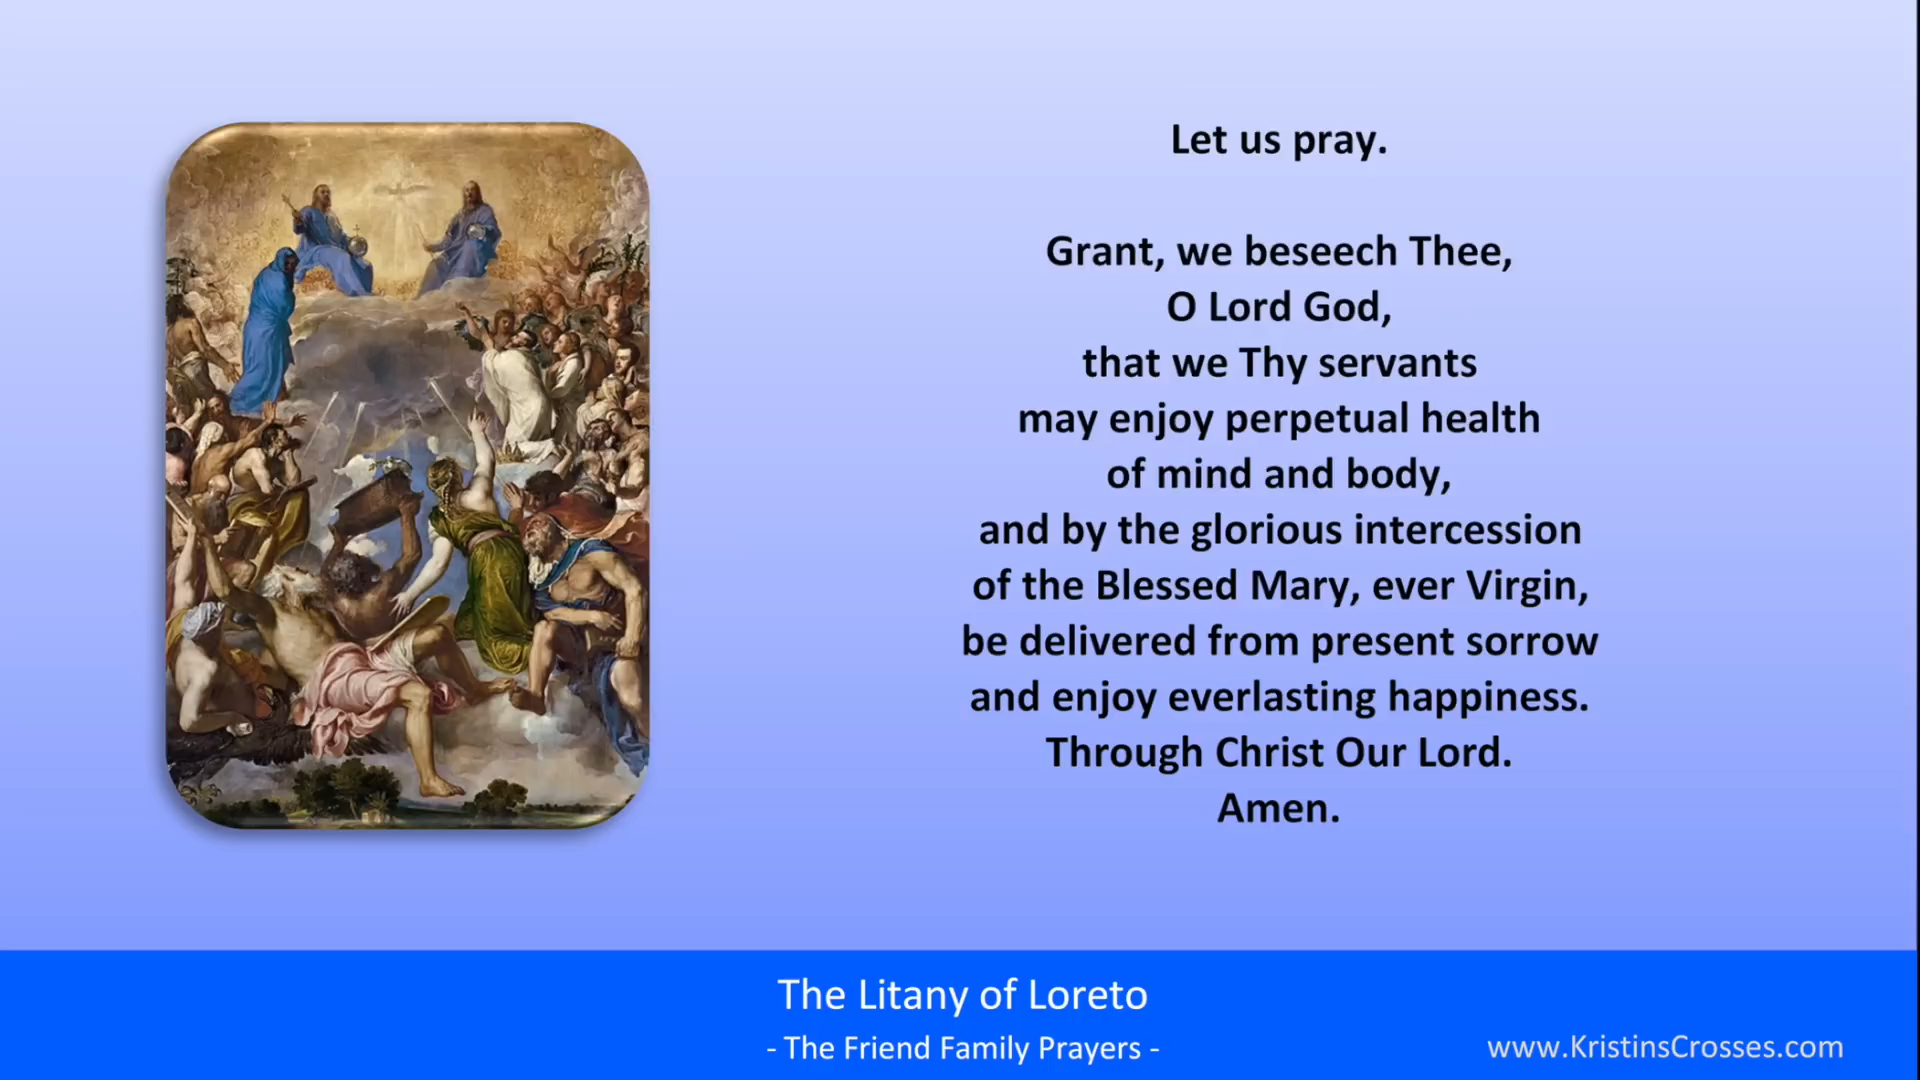 Let us pray.
Grant, we beseech Thee,
O Lord God,
that we Thy servants
may enjoy perpetual health
of mind and body,
and by the glorious intercession
of the Blessed Mary, ever Virgin,
be delivered from present sorrow
and enjoy everlasting happiness.
Through Christ Our Lord.
Amen.
The Litany of Loreto
- The Friend Family Prayers -
www.KristinsCrosses.com